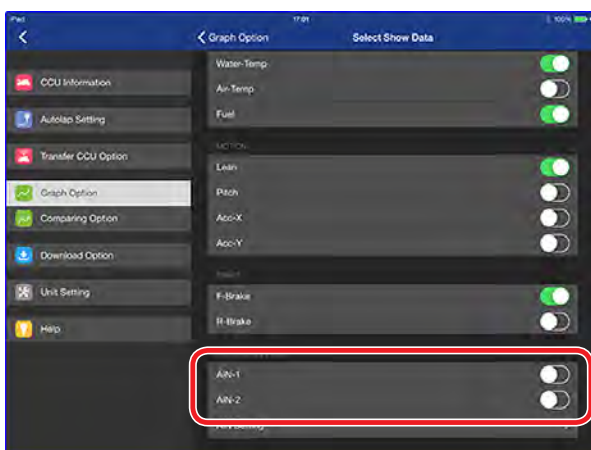 iPad 17:01 100%
Graph Option Select Show Data
CCU Information
Autolap Setting
Transfer CCU Option
Graph Option
Comparing Option
Download Option
Unit Setting
Help
Water-Temp
Air-Temp
Fuel
MOTION
Lean
Pitch
Acc-X
Acc-Y
F-Brake
R-Brake
AIN-1
AIN-2
AIN Setting